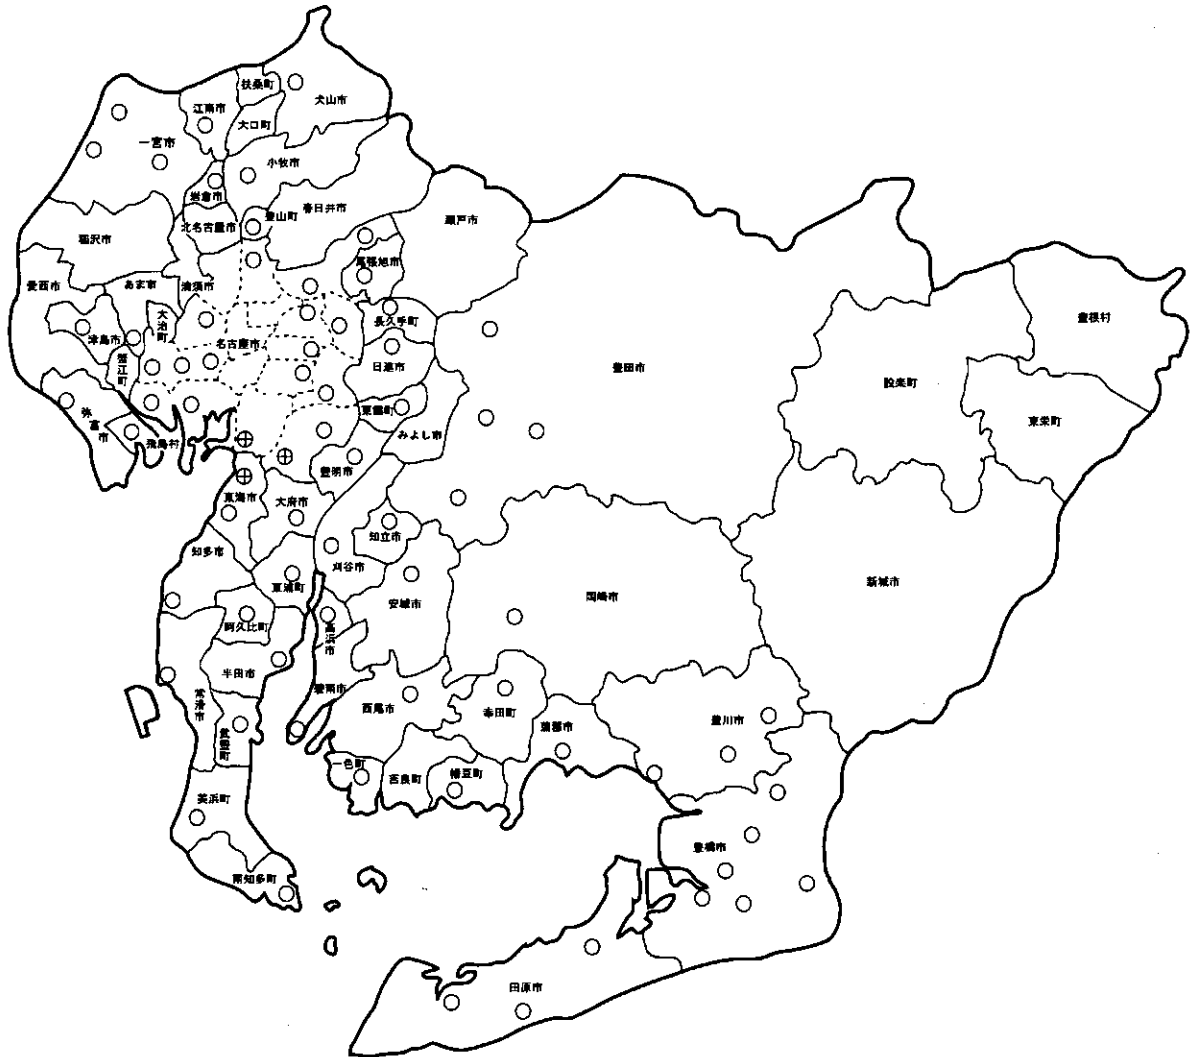 扶桑町
犬山市
江南市
大口町
一宮市
小牧市
岩倉市
豊山町
春日井市
瀬戸市
北名古屋市
稲沢市
尾張旭市
愛西市
あま市
清須市
大治町
長久手町
津島市
名古屋市
蟹江町
日進市
豊田市
豊根村
設楽町
東栄町
東郷町
みよし市
弥富市
飛島村
豊明市
東海市
大府市
知立市
知多市
刈谷市
東浦町
安城市
岡崎市
新城市
阿久比町
高浜市
半田市
碧南市
常滑市
西尾市
幸田町
蒲郡市
豊川市
武豊町
一色町
吉良町
幡豆町
美浜町
豊橋市
南知多町
田原市